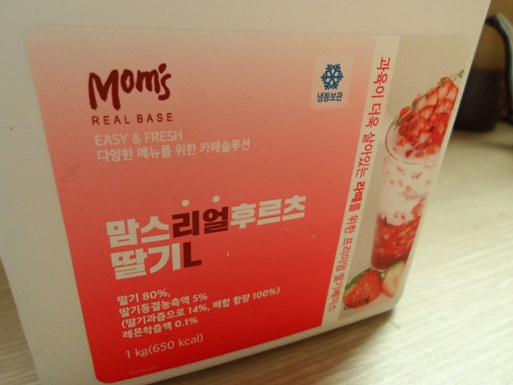 Mom's
REAL BASE
EASY & FRESH
다양한 메뉴를 위한 카페솔루션
냉동보관
맘스리얼후르츠
딸기L
딸기 80%,
딸기동결농축액 5%
(딸기과즙으로 14%, 배합 함량 100%)
레몬착즙액 0.1%
1 kg(650 kcal)
과육이 더욱 살아있는 라떼를 위한 프리미엄 딸기베이스